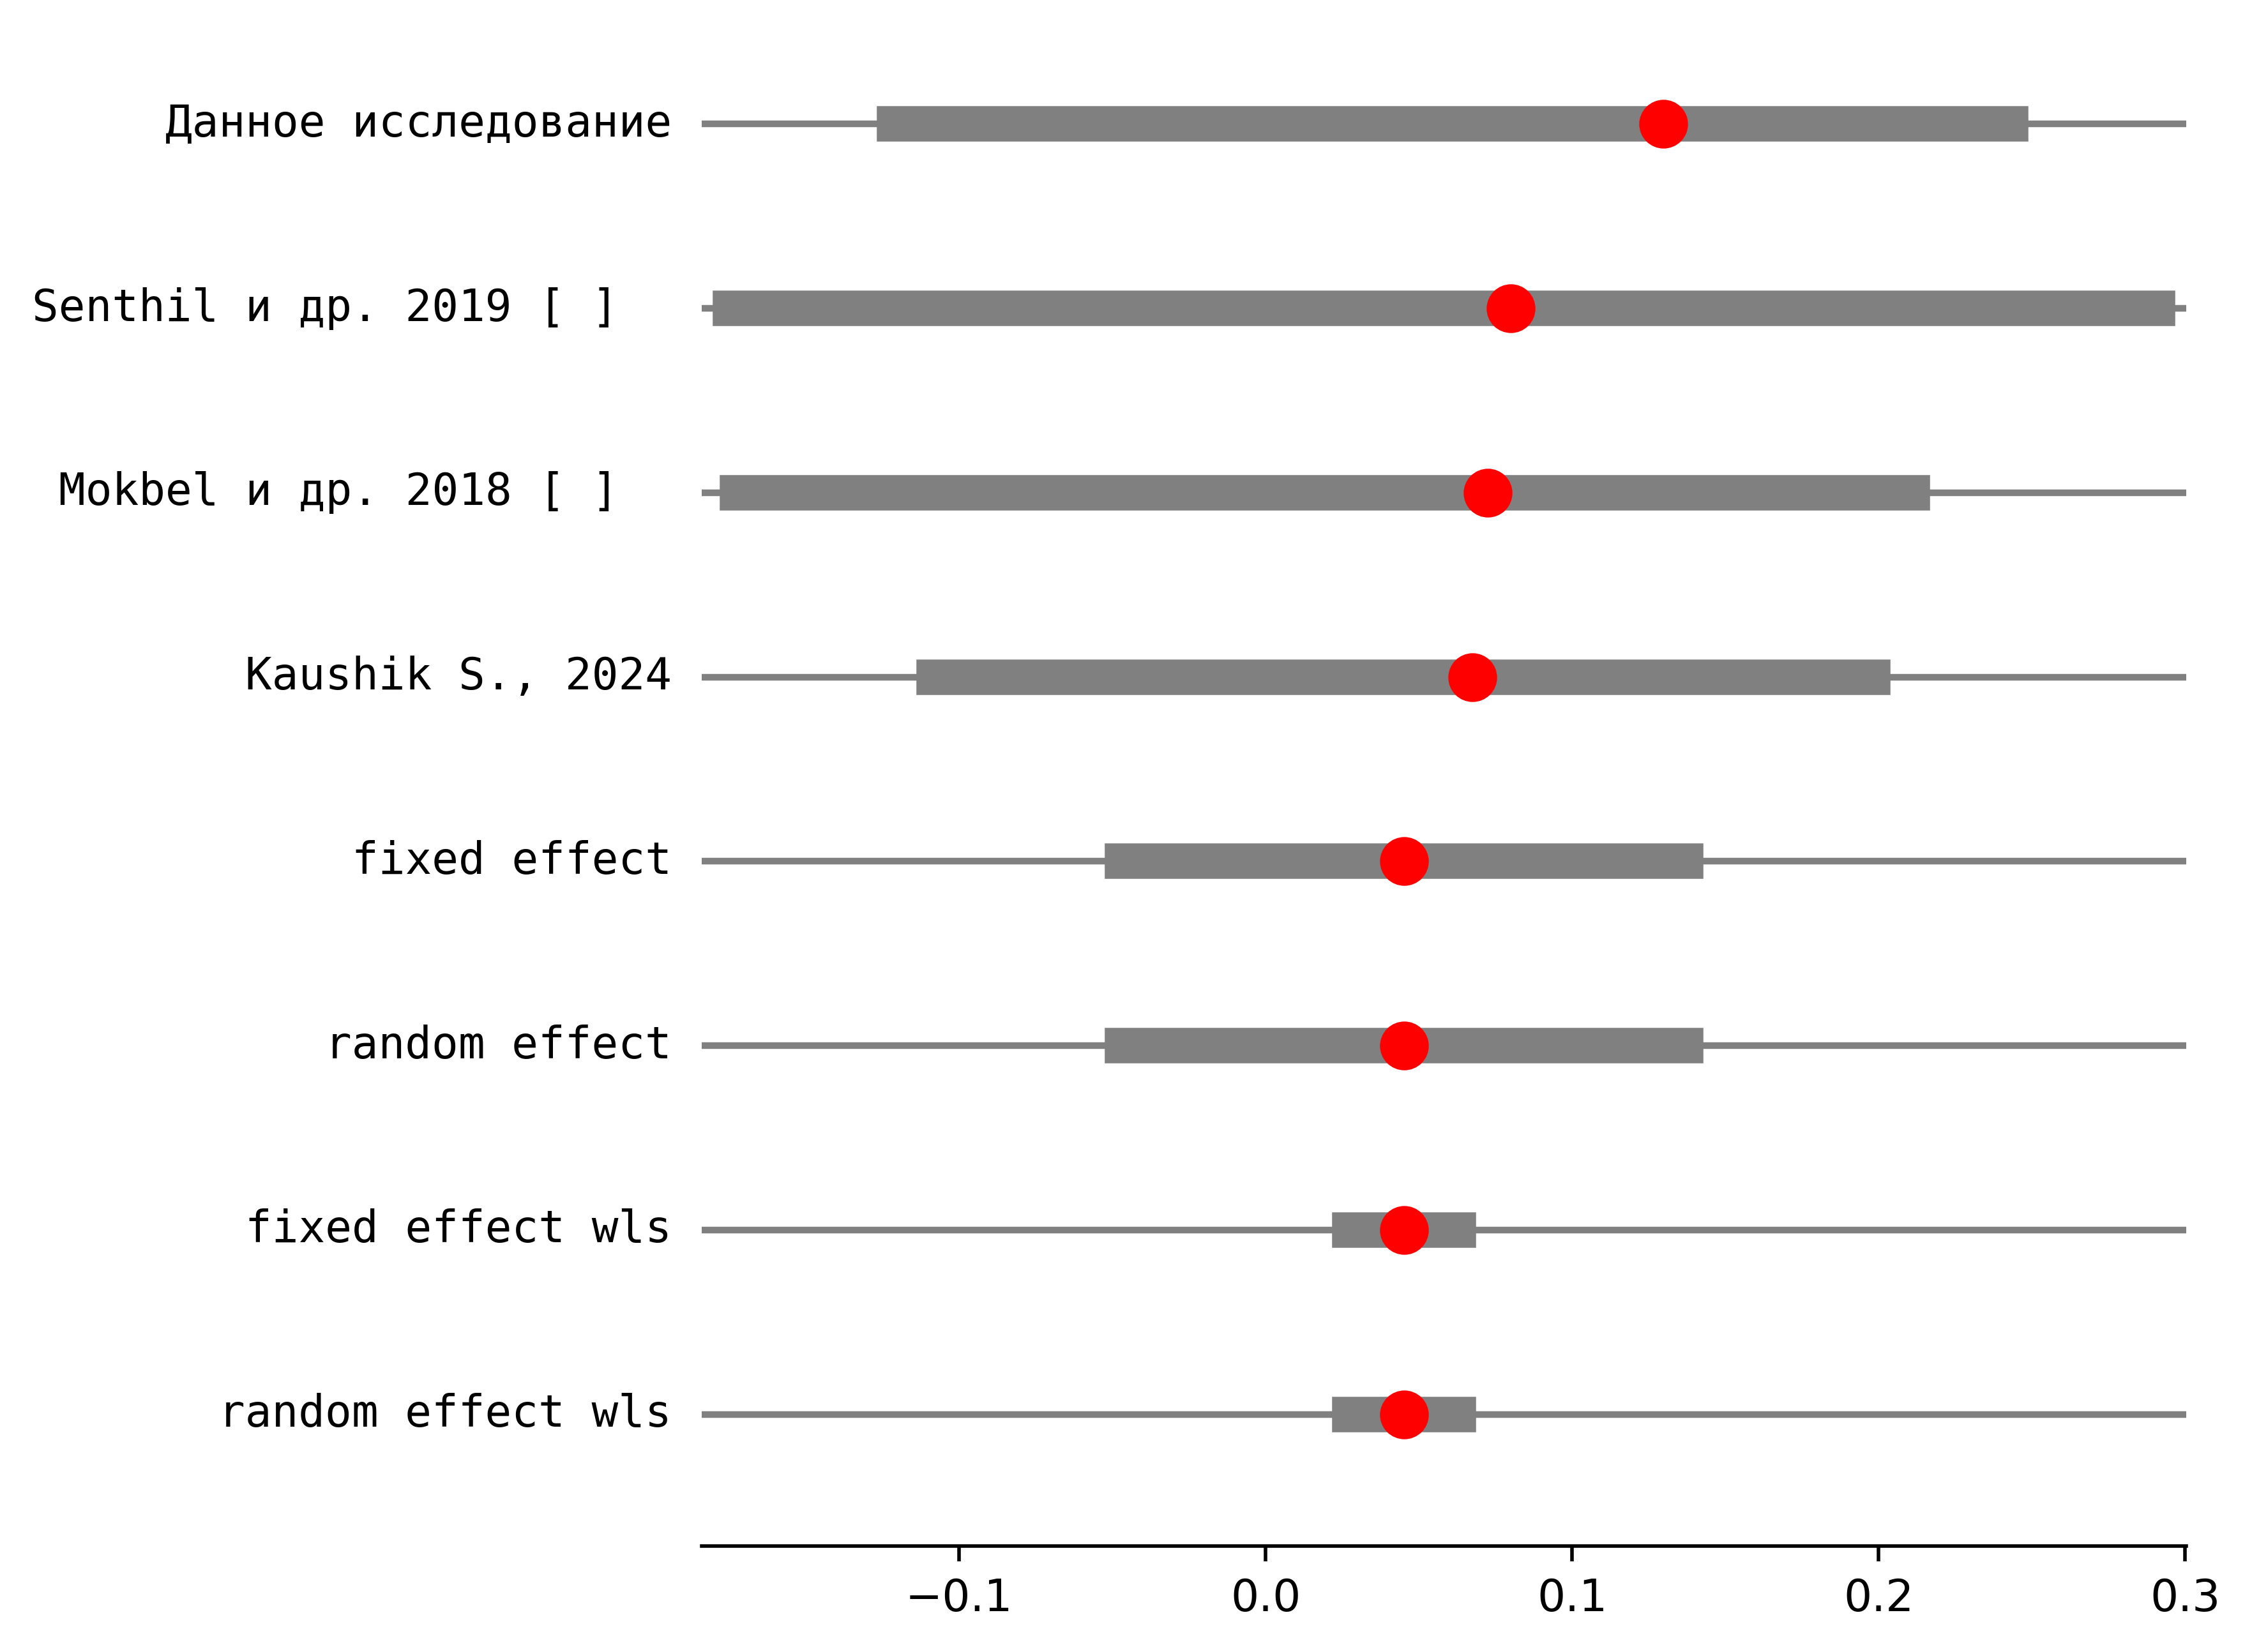 Данное исследование
Senthil и др. 2019 [ ]
Mokbel и др. 2018 [ ]
Kaushik S., 2024
fixed effect
random effect
fixed effect wls
random effect wls
−0.1 0.0 0.1 0.2 0.3